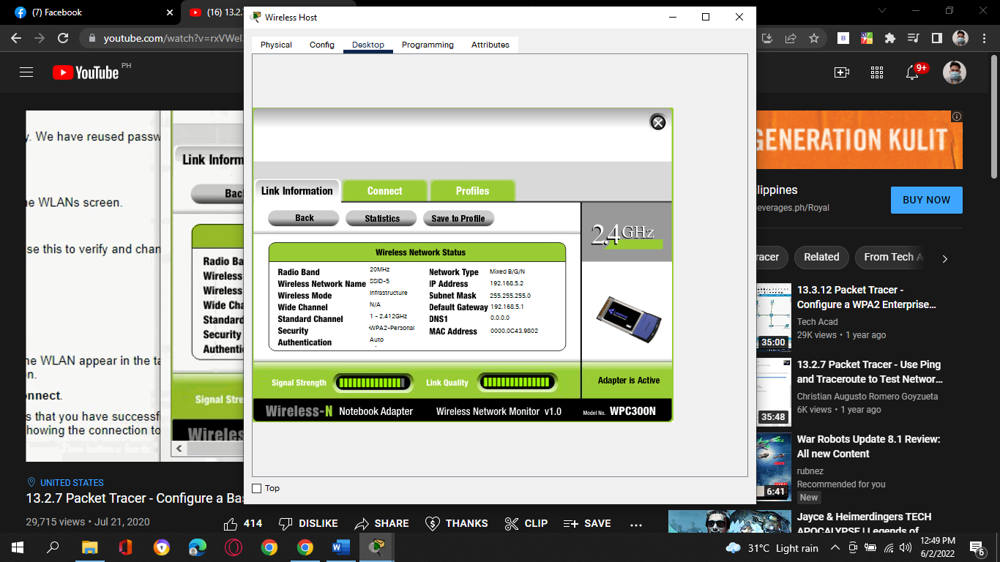 (7) Facebook
(16) 13.2.
Wireless Host
youtube.com/watch?v=rxVWeI
B
Physical
Config
Desktop
Programming
Attributes
YouTube PH
9+
y. We have reused passw
Link Inform
Bac
he WLANs screen.
se this to verify and chan
Radio Ba
Wireless
Wireless
Wide Cha
Standard
Security
Authenti
he WLAN appear in the ta
on.
onnect.
s that you have successf
howing the connection to
Signal Stre
Wireles
Link Information
Connect
Profiles
Back
Statistics
Save to Profile
2.4GHz
Wireless Network Status
Radio Band 20MHz
Wireless Network Name SSID-5
Wireless Mode Infrastructure
Wide Channel N/A
Standard Channel 1 - 2.412GHz
Security WPA2-Personal
Authentication Auto
Network Type Mixed B/G/N
IP Address 192.168.5.2
Subnet Mask 255.255.255.0
Default Gateway 192.168.5.1
DNS1 0.0.0.0
MAC Address 0000.0C43.9802
Signal Strength
Link Quality
Adapter is Active
Wireless-N Notebook Adapter
Wireless Network Monitor v1.0
Model No. WPC300N
Top
GENERATION KULIT
ilippines
everages.ph/Royal
BUY NOW
racer
Related
From Tech A
13.3.12 Packet Tracer -
Configure a WPA2 Enterprise...
Tech Acad
29K views • 1 year ago
35:00
13.2.7 Packet Tracer - Use Ping
and Traceroute to Test Networ...
Christian Augusto Romero Goyzueta
6K views • 1 year ago
35:48
War Robots Update 8.1 Review:
All new Content
rubnez
Recommended for you
New
6:41
Jayce & Heimerdingers TECH
APOCALYPSE | Legends of
UNITED STATES
13.2.7 Packet Tracer - Configure a Bas
29,715 views • Jul 21, 2020
414
DISLIKE
SHARE
THANKS
CLIP
SAVE
31°C Light rain
12:49 PM
6/2/2022
6